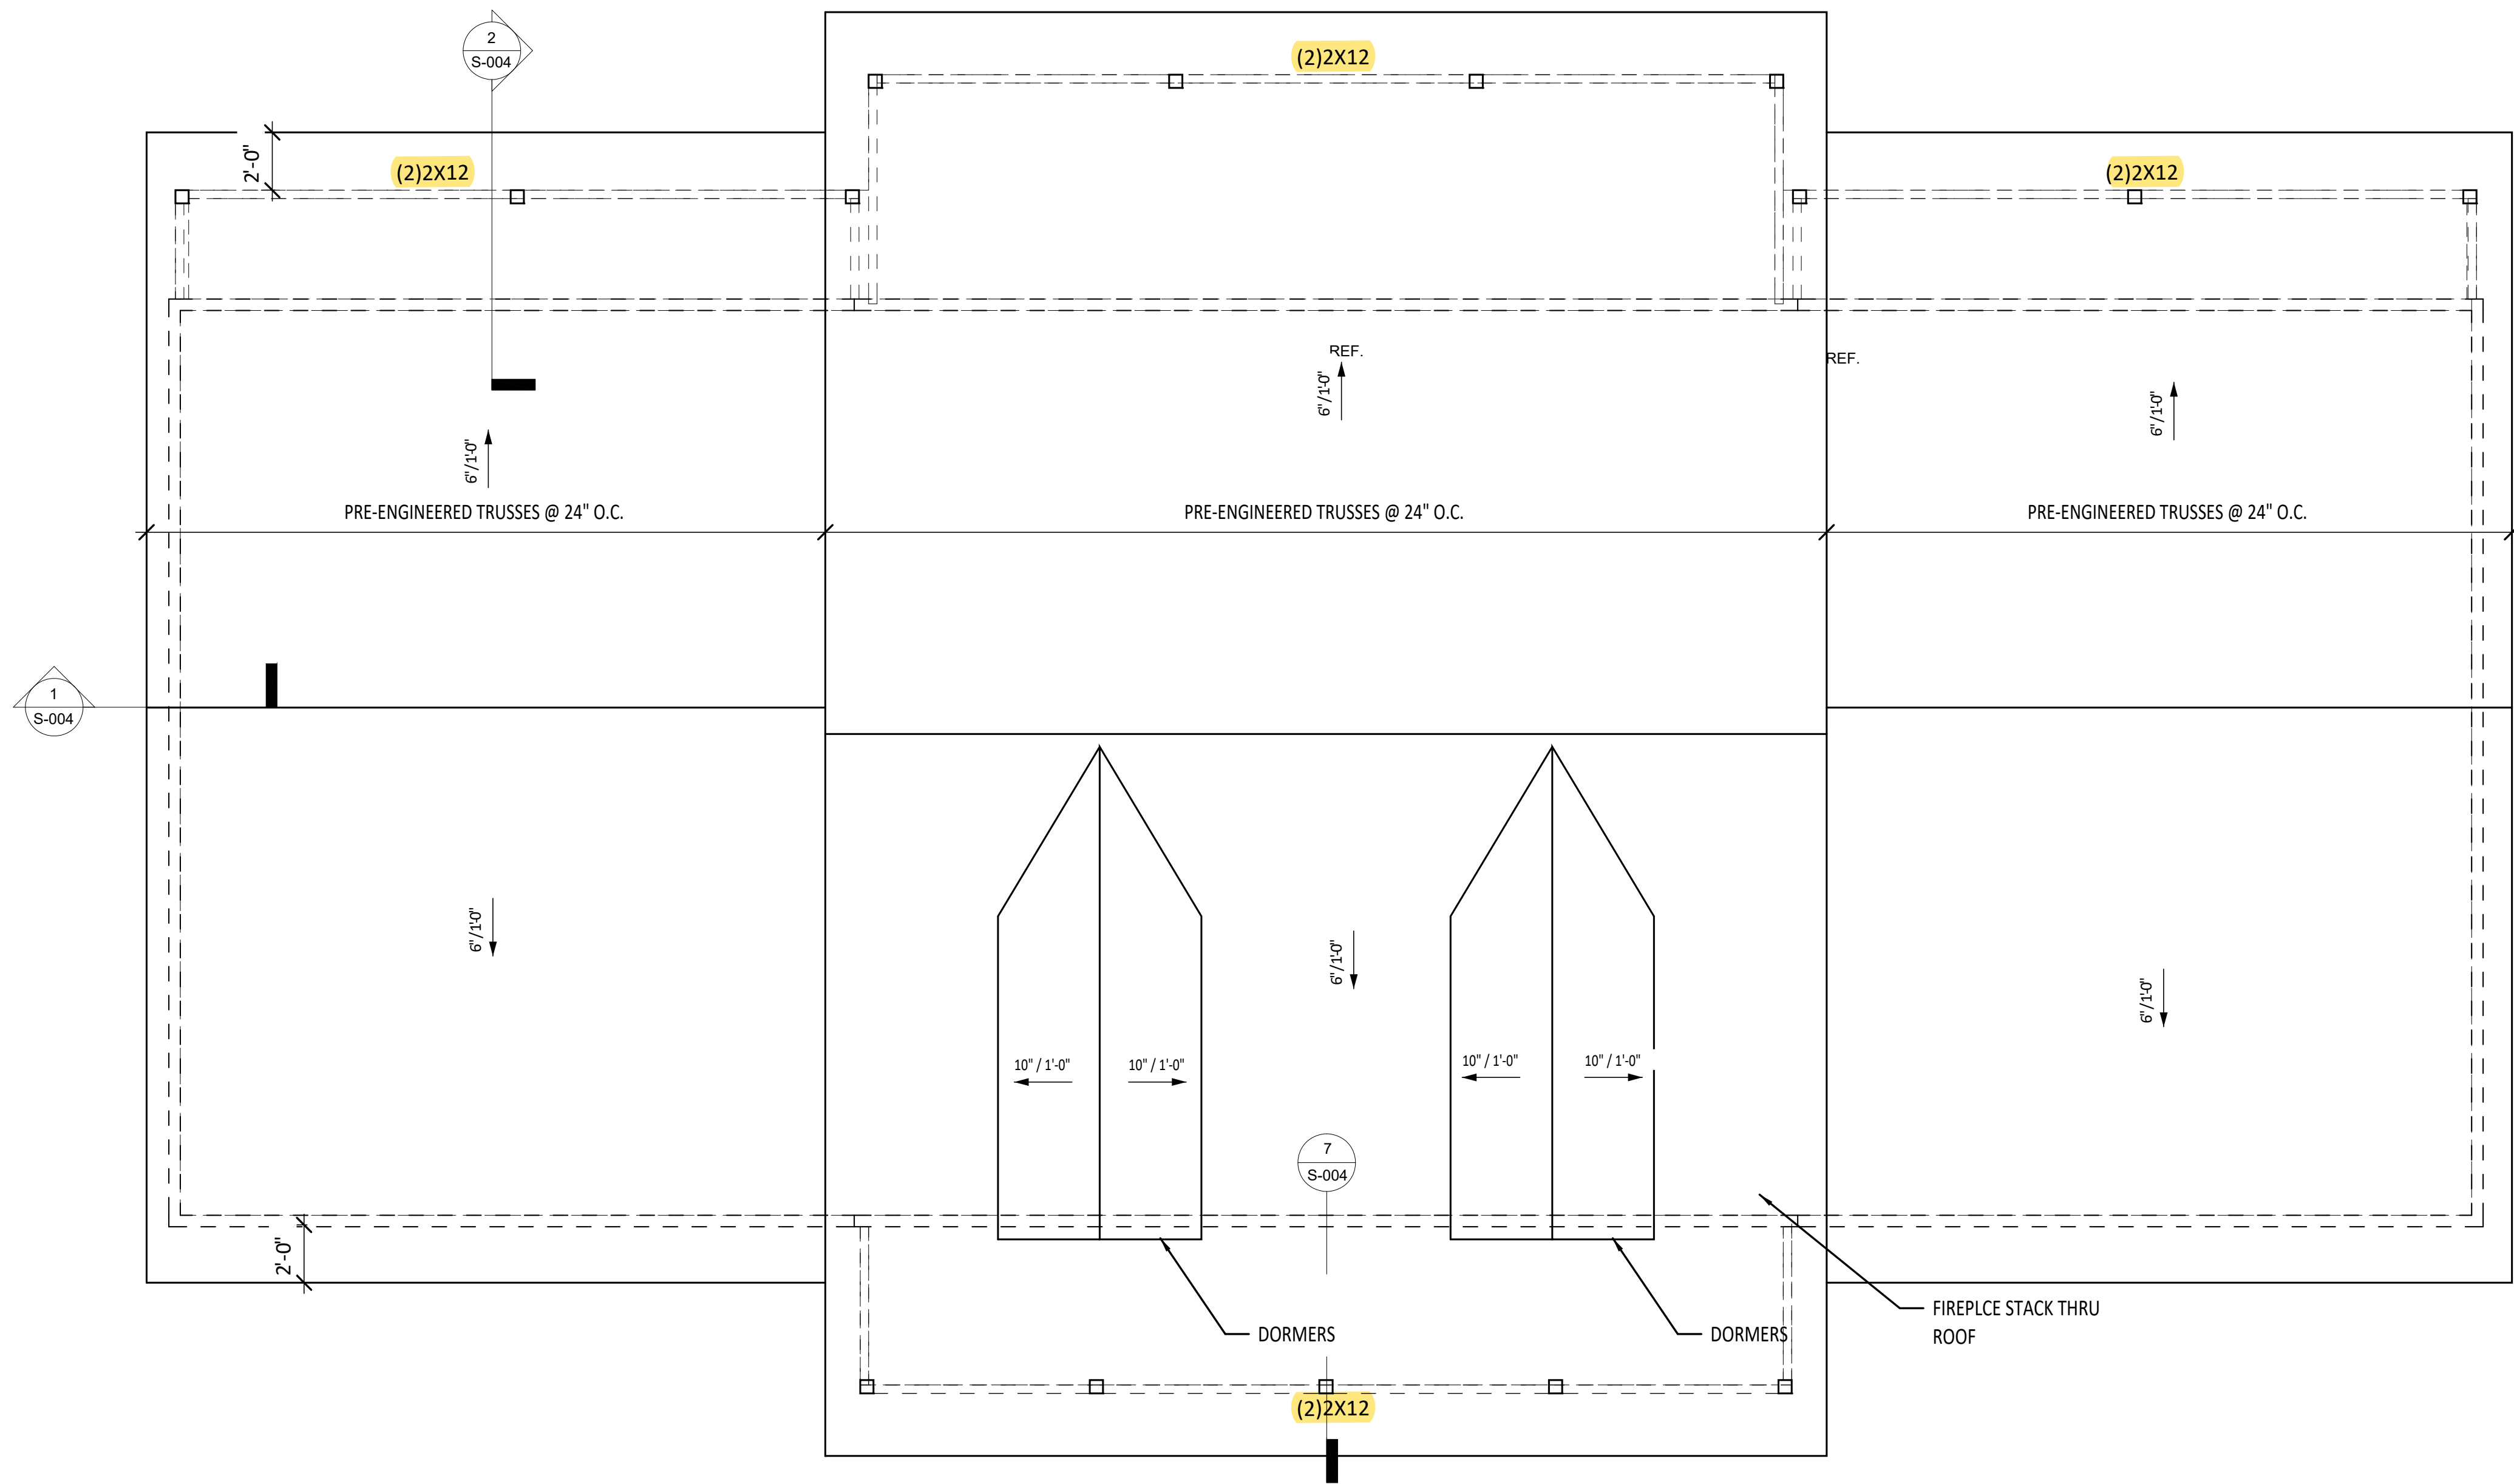 2
S-004
(2)2X12
2'-0"
(2)2X12
(2)2X12
REF.
REF.
6"/1'-0"
6"/1'-0"
6"/1'-0"
PRE-ENGINEERED TRUSSES @ 24" O.C.
PRE-ENGINEERED TRUSSES @ 24" O.C.
PRE-ENGINEERED TRUSSES @ 24" O.C.
1
S-004
6"/1'-0"
6"/1'-0"
6"/1'-0"
10" / 1'-0"
10" / 1'-0"
10" / 1'-0"
10" / 1'-0"
7
S-004
2'-0"
DORMERS
DORMERS
FIREPLCE STACK THRU
ROOF
(2)2X12